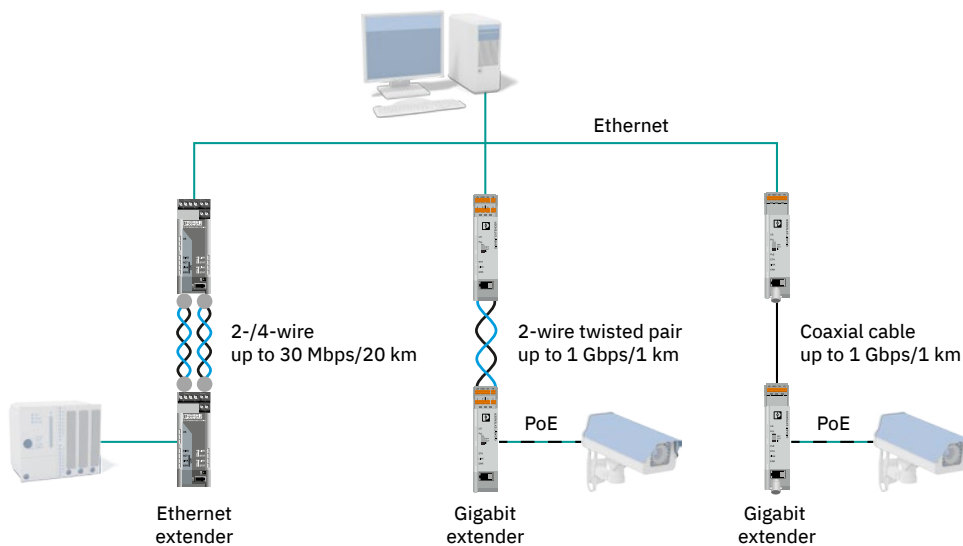 Ethernet
2-/4-wire
up to 30 Mbps/20 km
2-wire twisted pair
up to 1 Gbps/1 km
Coaxial cable
up to 1 Gbps/1 km
PoE
PoE
Ethernet
extender
Gigabit
extender
Gigabit
extender